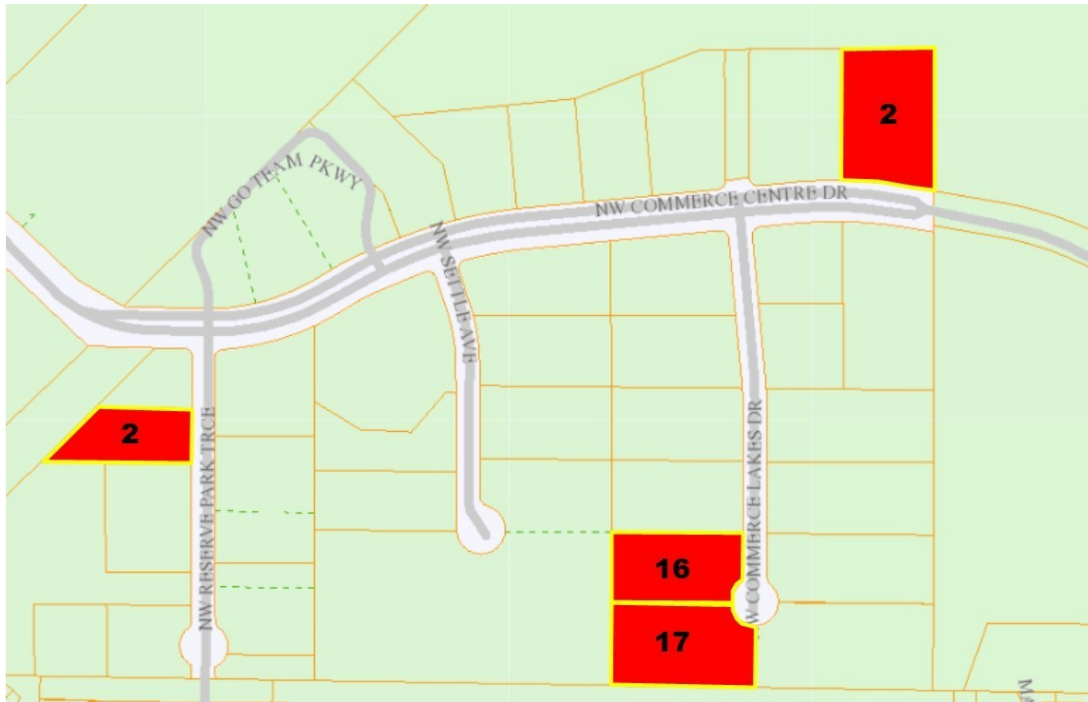 2
NW GO TEAM PKWY
NW COMMERCE CENTRE DR
NW SETTLE AVE
2
NW RESERVE PARK TRCE
W COMMERCE LAKES DR
16
17